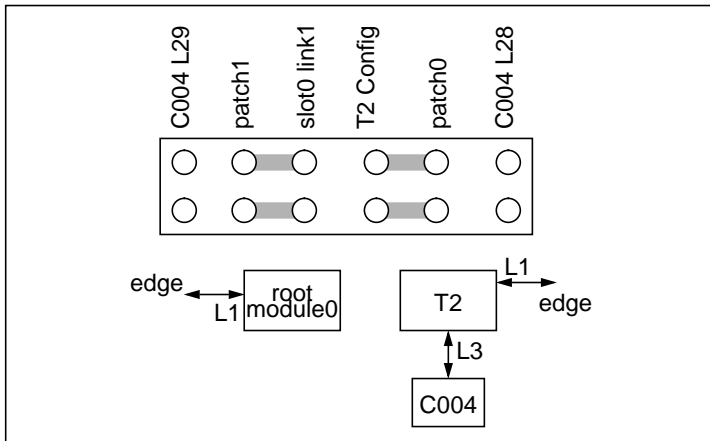 C004 L29
patch1
slot0 link1
T2 Config
patch0
C004 L28
edge
L1
root
module0
T2
L1
edge
L3
C004